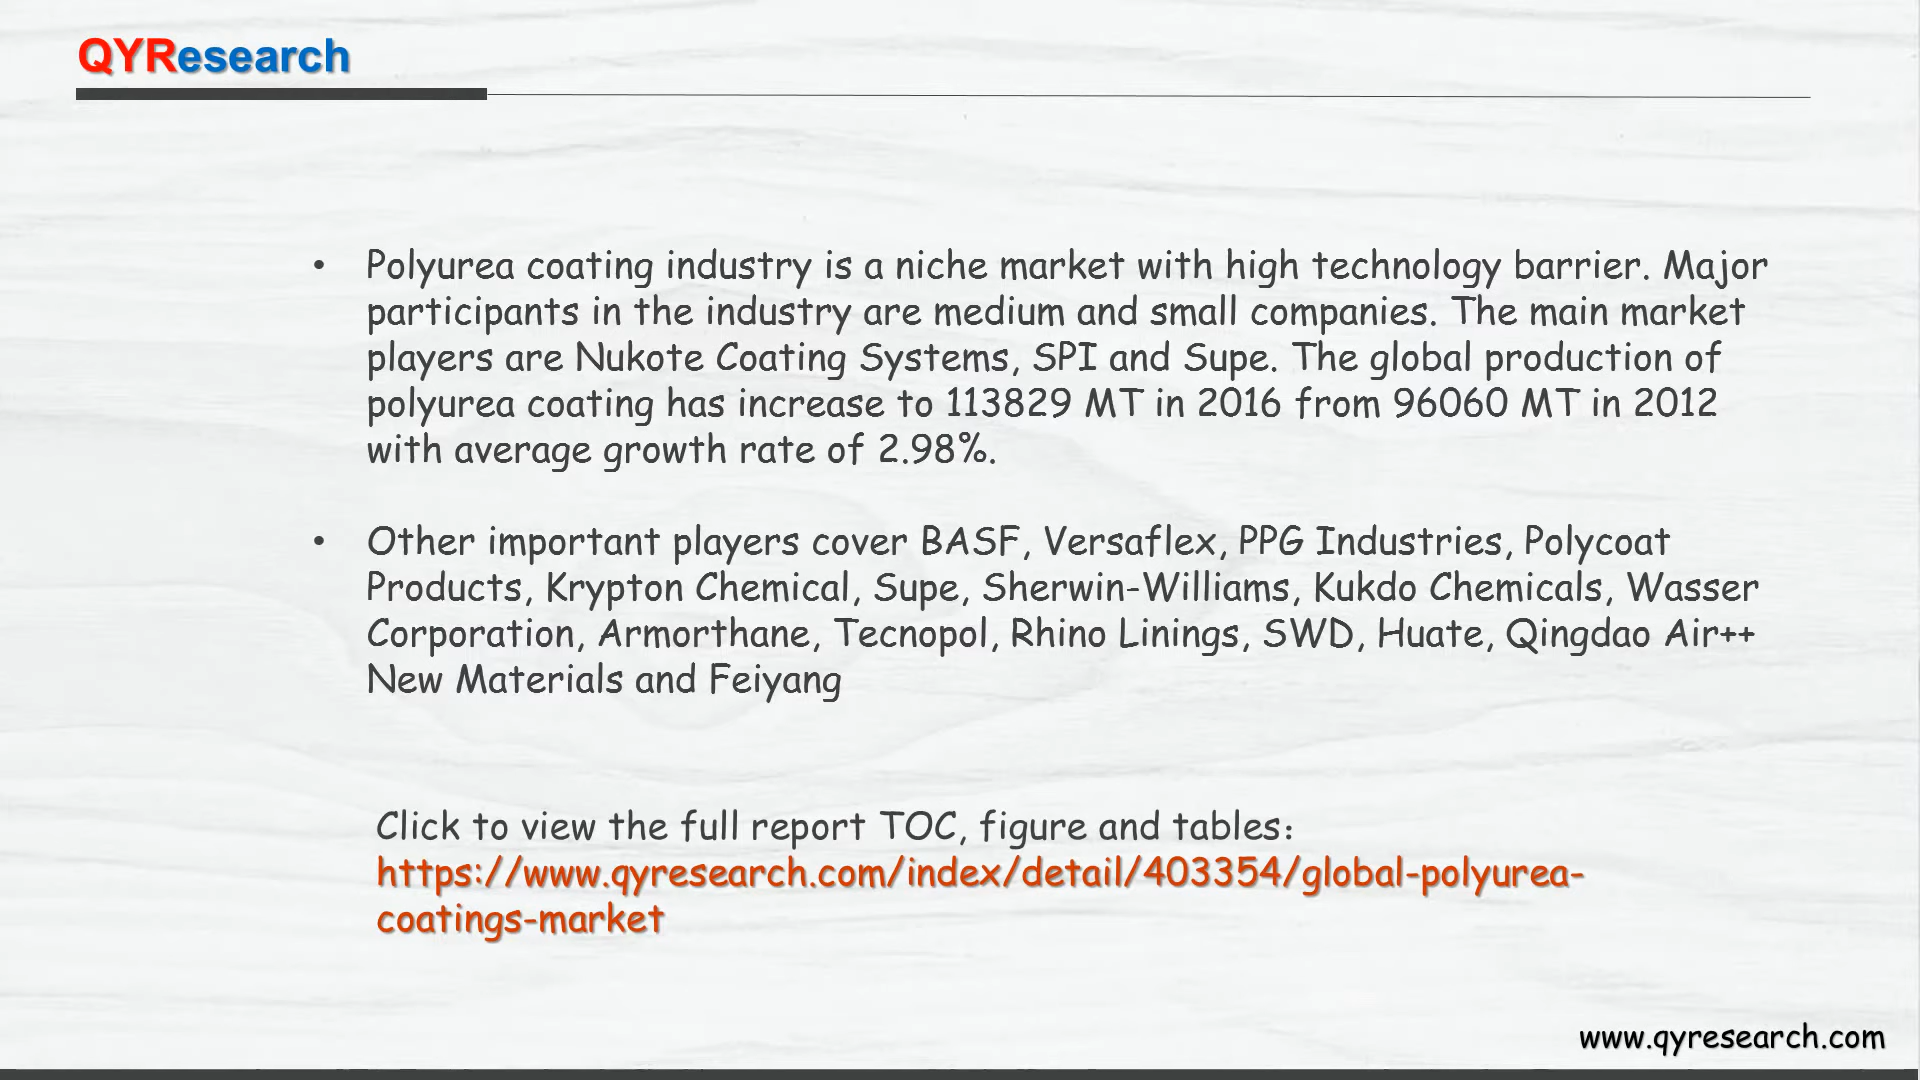 QYResearch
• Polyurea coating industry is a niche market with high technology barrier. Major
participants in the industry are medium and small companies. The main market
players are Nukote Coating Systems, SPI and Supe. The global production of
polyurea coating has increase to 113829 MT in 2016 from 96060 MT in 2012
with average growth rate of 2.98%.
• Other important players cover BASF, Versaflex, PPG Industries, Polycoat
Products, Krypton Chemical, Supe, Sherwin-Williams, Kukdo Chemicals, Wasser
Corporation, Armorthane, Tecnopol, Rhino Linings, SWD, Huate, Qingdao Air++
New Materials and Feiyang
Click to view the full report TOC, figure and tables：
https://www.qyresearch.com/index/detail/403354/global-polyurea-
coatings-market
www.qyresearch.com